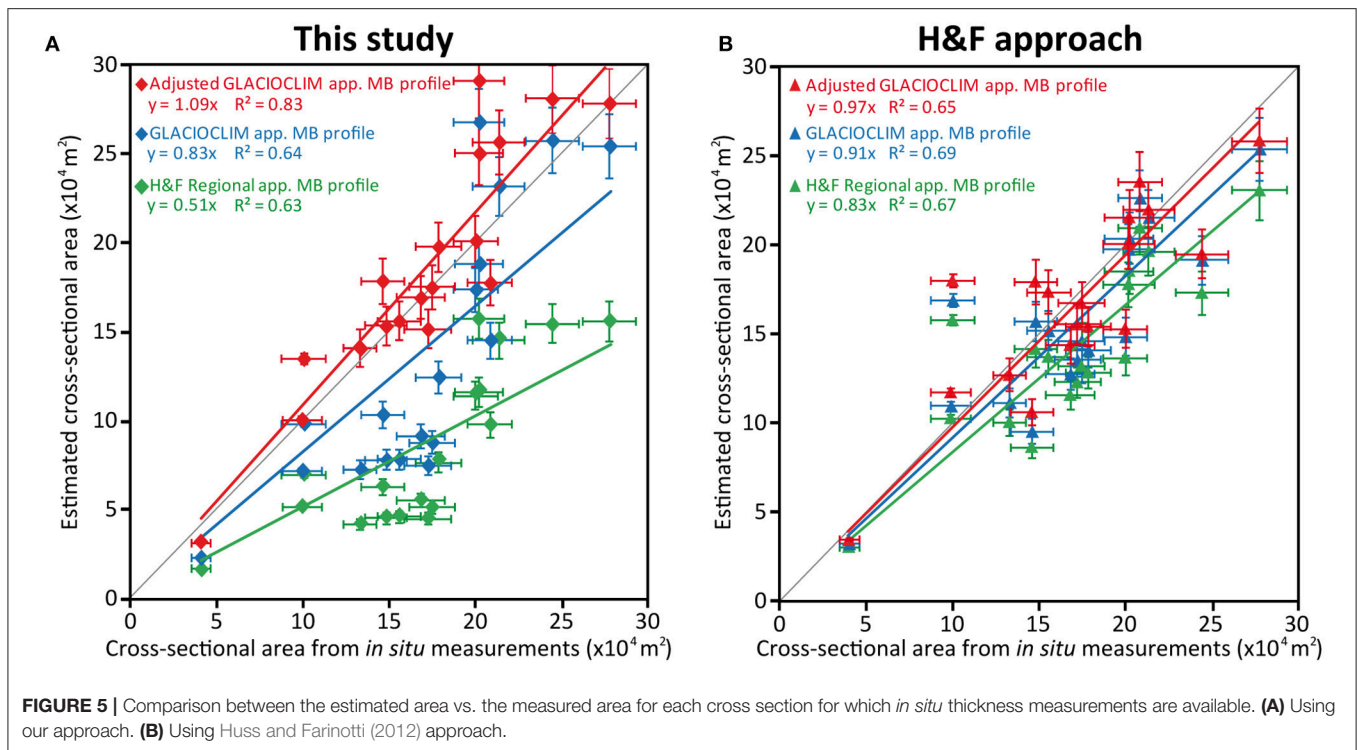 A
This study
Estimated cross-sectional area (x10⁴ m²)
30
25
20
15
10
5
0
Adjusted GLACIOCLIM app. MB profile
y = 1.09x R² = 0.83
GLACIOCLIM app. MB profile
y = 0.83x R² = 0.64
H&F Regional app. MB profile
y = 0.51x R² = 0.63
0 5 10 15 20 25 30
Cross-sectional area from in situ measurements (x10⁴ m²)
B
H&F approach
Estimated cross-sectional area (x10⁴ m²)
30
25
20
15
10
5
0
Adjusted GLACIOCLIM app. MB profile
y = 0.97x R² = 0.65
GLACIOCLIM app. MB profile
y = 0.91x R² = 0.69
H&F Regional app. MB profile
y = 0.83x R² = 0.67
0 5 10 15 20 25 30
Cross-sectional area from in situ measurements (x10⁴ m²)
FIGURE 5 | Comparison between the estimated area vs. the measured area for each cross section for which in situ thickness measurements are available. (A) Using
our approach. (B) Using Huss and Farinotti (2012) approach.